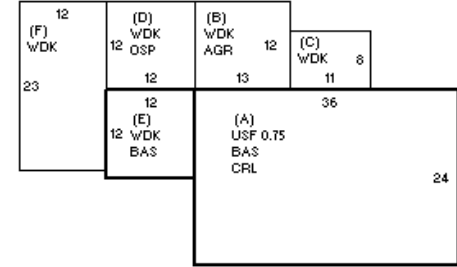 12
(F)
WDK
23
(D)
WDK
12 OSP
12
(B)
WDK
AGR 12
13
(C)
WDK 8
11
12
(E)
12 WDK
BAS
36
(A)
USF 0.75
BAS
CRL
24